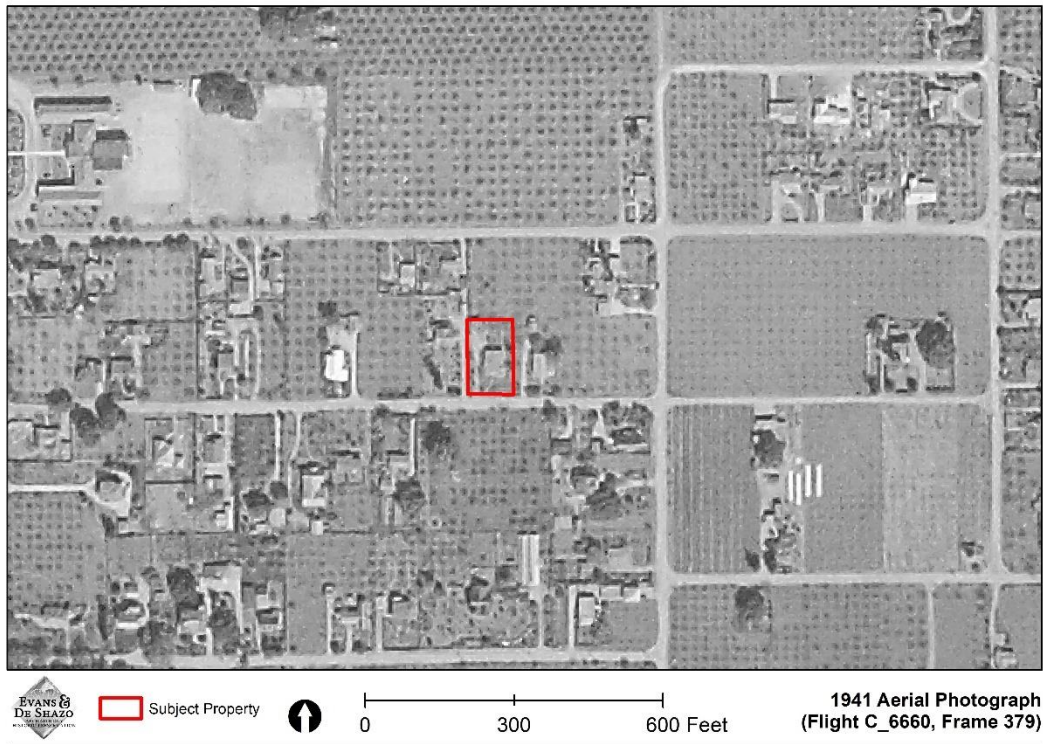 EVANS &
DE SHAZO
Subject Property
0
300
600 Feet
1941 Aerial Photograph
(Flight C_6660, Frame 379)